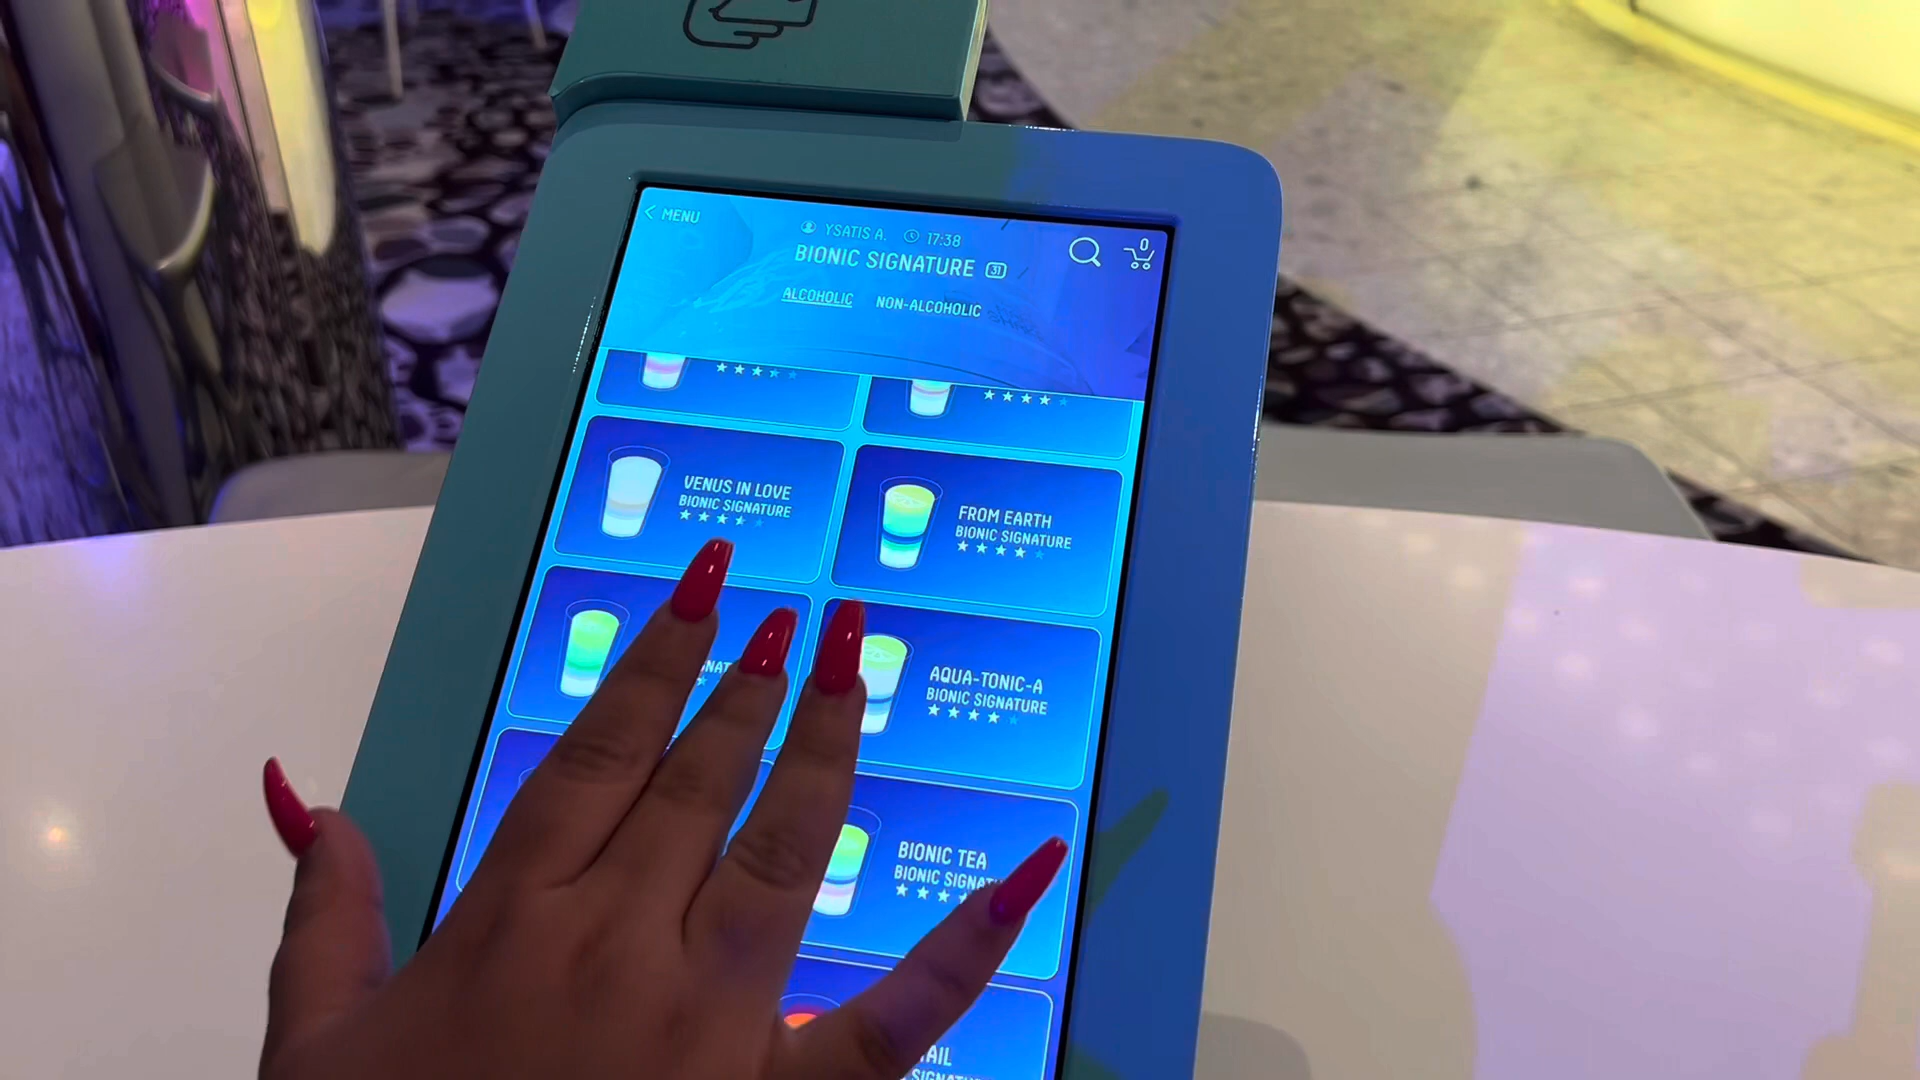 < MENU
YSATIS A. 17:38
0
BIONIC SIGNATURE 31
ALCOHOLIC NON-ALCOHOLIC
VENUS IN LOVE
BIONIC SIGNATURE
FROM EARTH
BIONIC SIGNATURE
AQUA-TONIC-A
BIONIC SIGNATURE
BIONIC TEA
BIONIC